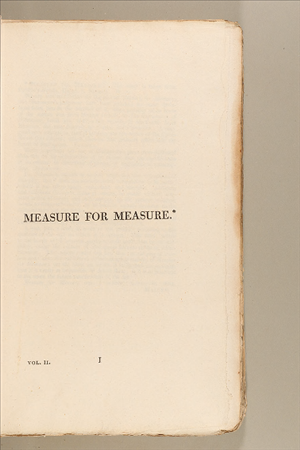 MEASURE FOR MEASURE.*
VOL. II. I